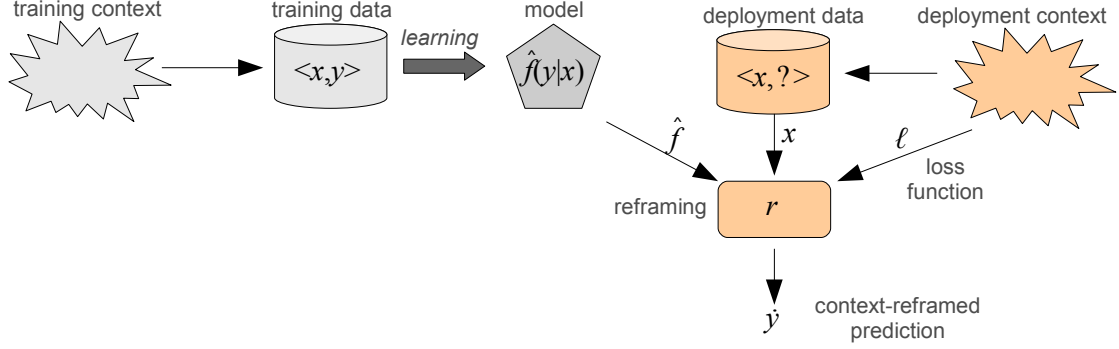 training context
training data
model
deployment data
deployment context
learning
<x,y>
f̂(y|x)
<x,?>
f̂
x
ℓ
loss
function
reframing
r
ẏ
context-reframed
prediction